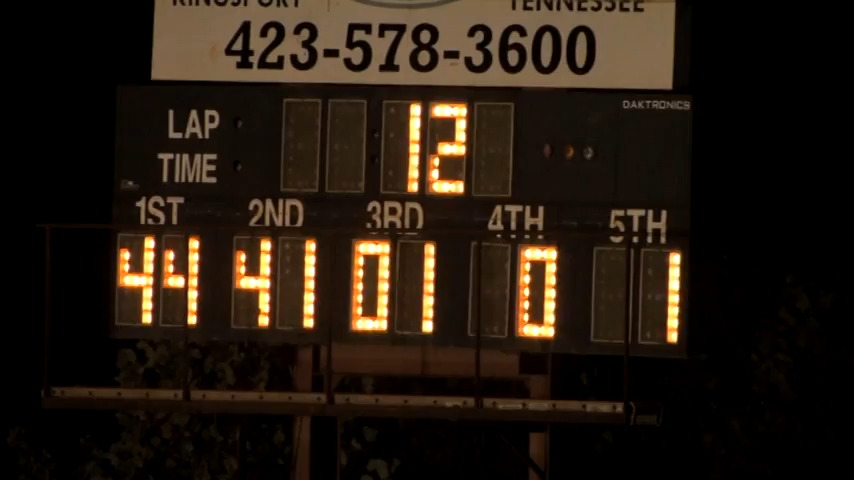 KINGSPORT TENNESSEE
423-578-3600
DAKTRONICS
LAP TIME 12
1ST 2ND 3RD 4TH 5TH
44 41 01 0 1